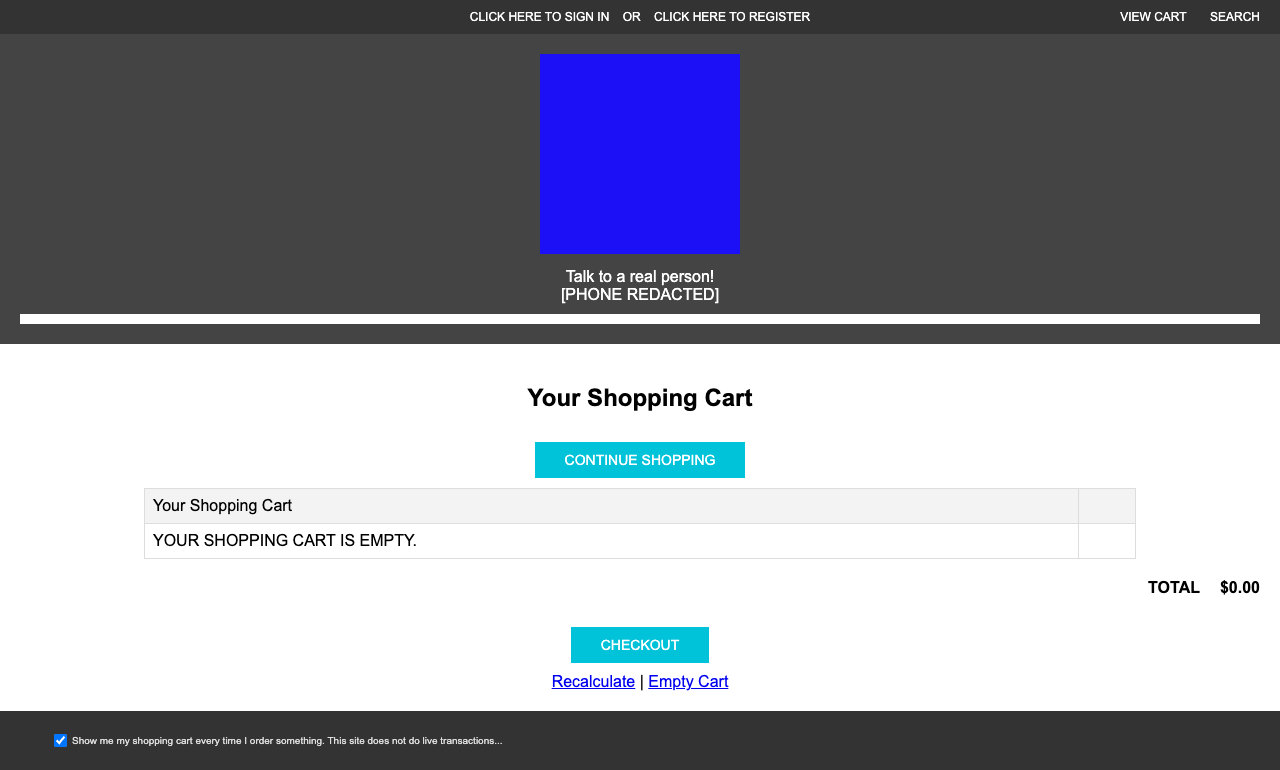 CLICK HERE TO SIGN IN OR CLICK HERE TO REGISTER VIEW CART SEARCH
Talk to a real person!
[PHONE REDACTED]
Your Shopping Cart
CONTINUE SHOPPING
Your Shopping Cart
YOUR SHOPPING CART IS EMPTY.
TOTAL $0.00
CHECKOUT
Recalculate | Empty Cart
Show me my shopping cart every time I order something. This site does not do live transactions...